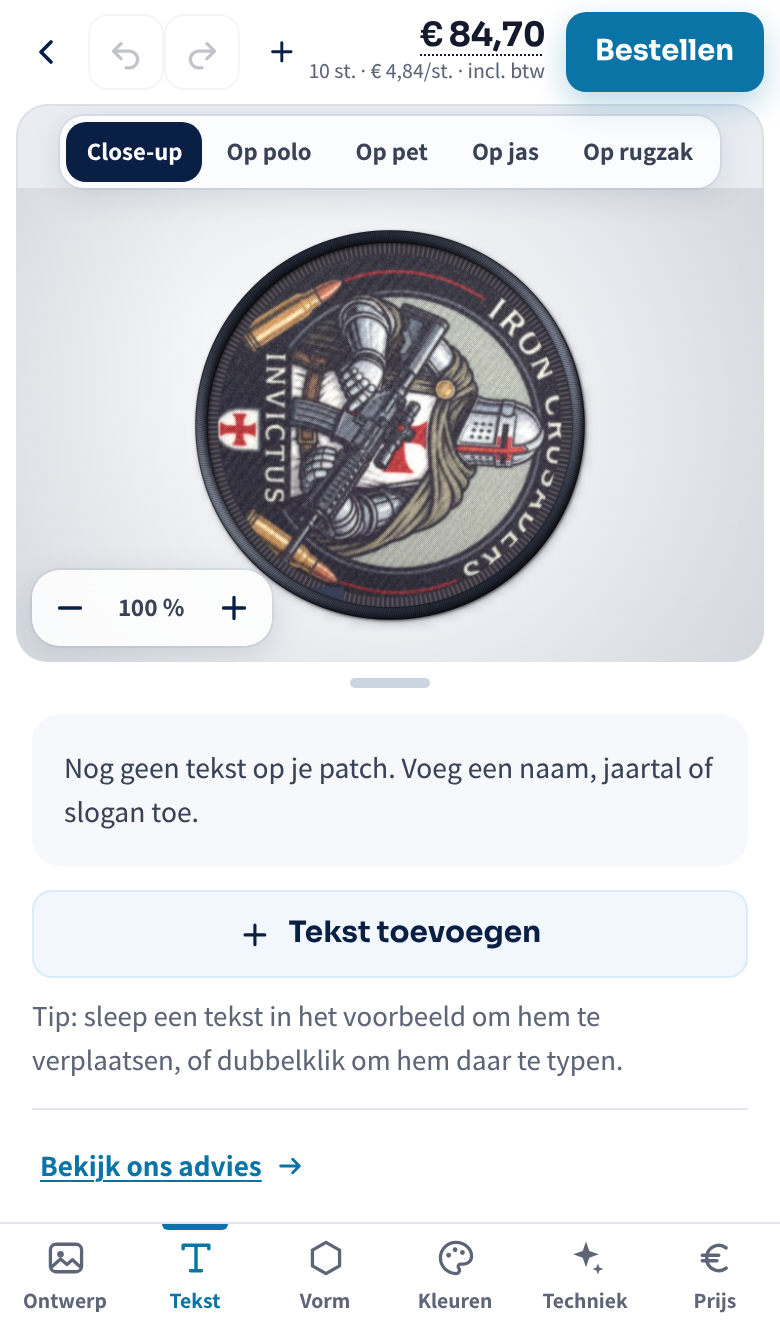 € 84,70
10 st. · € 4,84/st. · incl. btw
Bestellen
Close-up
Op polo
Op pet
Op jas
Op rugzak
IRON CRUSADERS
INVICTUS
100 %
Nog geen tekst op je patch. Voeg een naam, jaartal of
slogan toe.
Tekst toevoegen
Tip: sleep een tekst in het voorbeeld om hem te
verplaatsen, of dubbelklik om hem daar te typen.
Bekijk ons advies →
Ontwerp
Tekst
Vorm
Kleuren
Techniek
Prijs